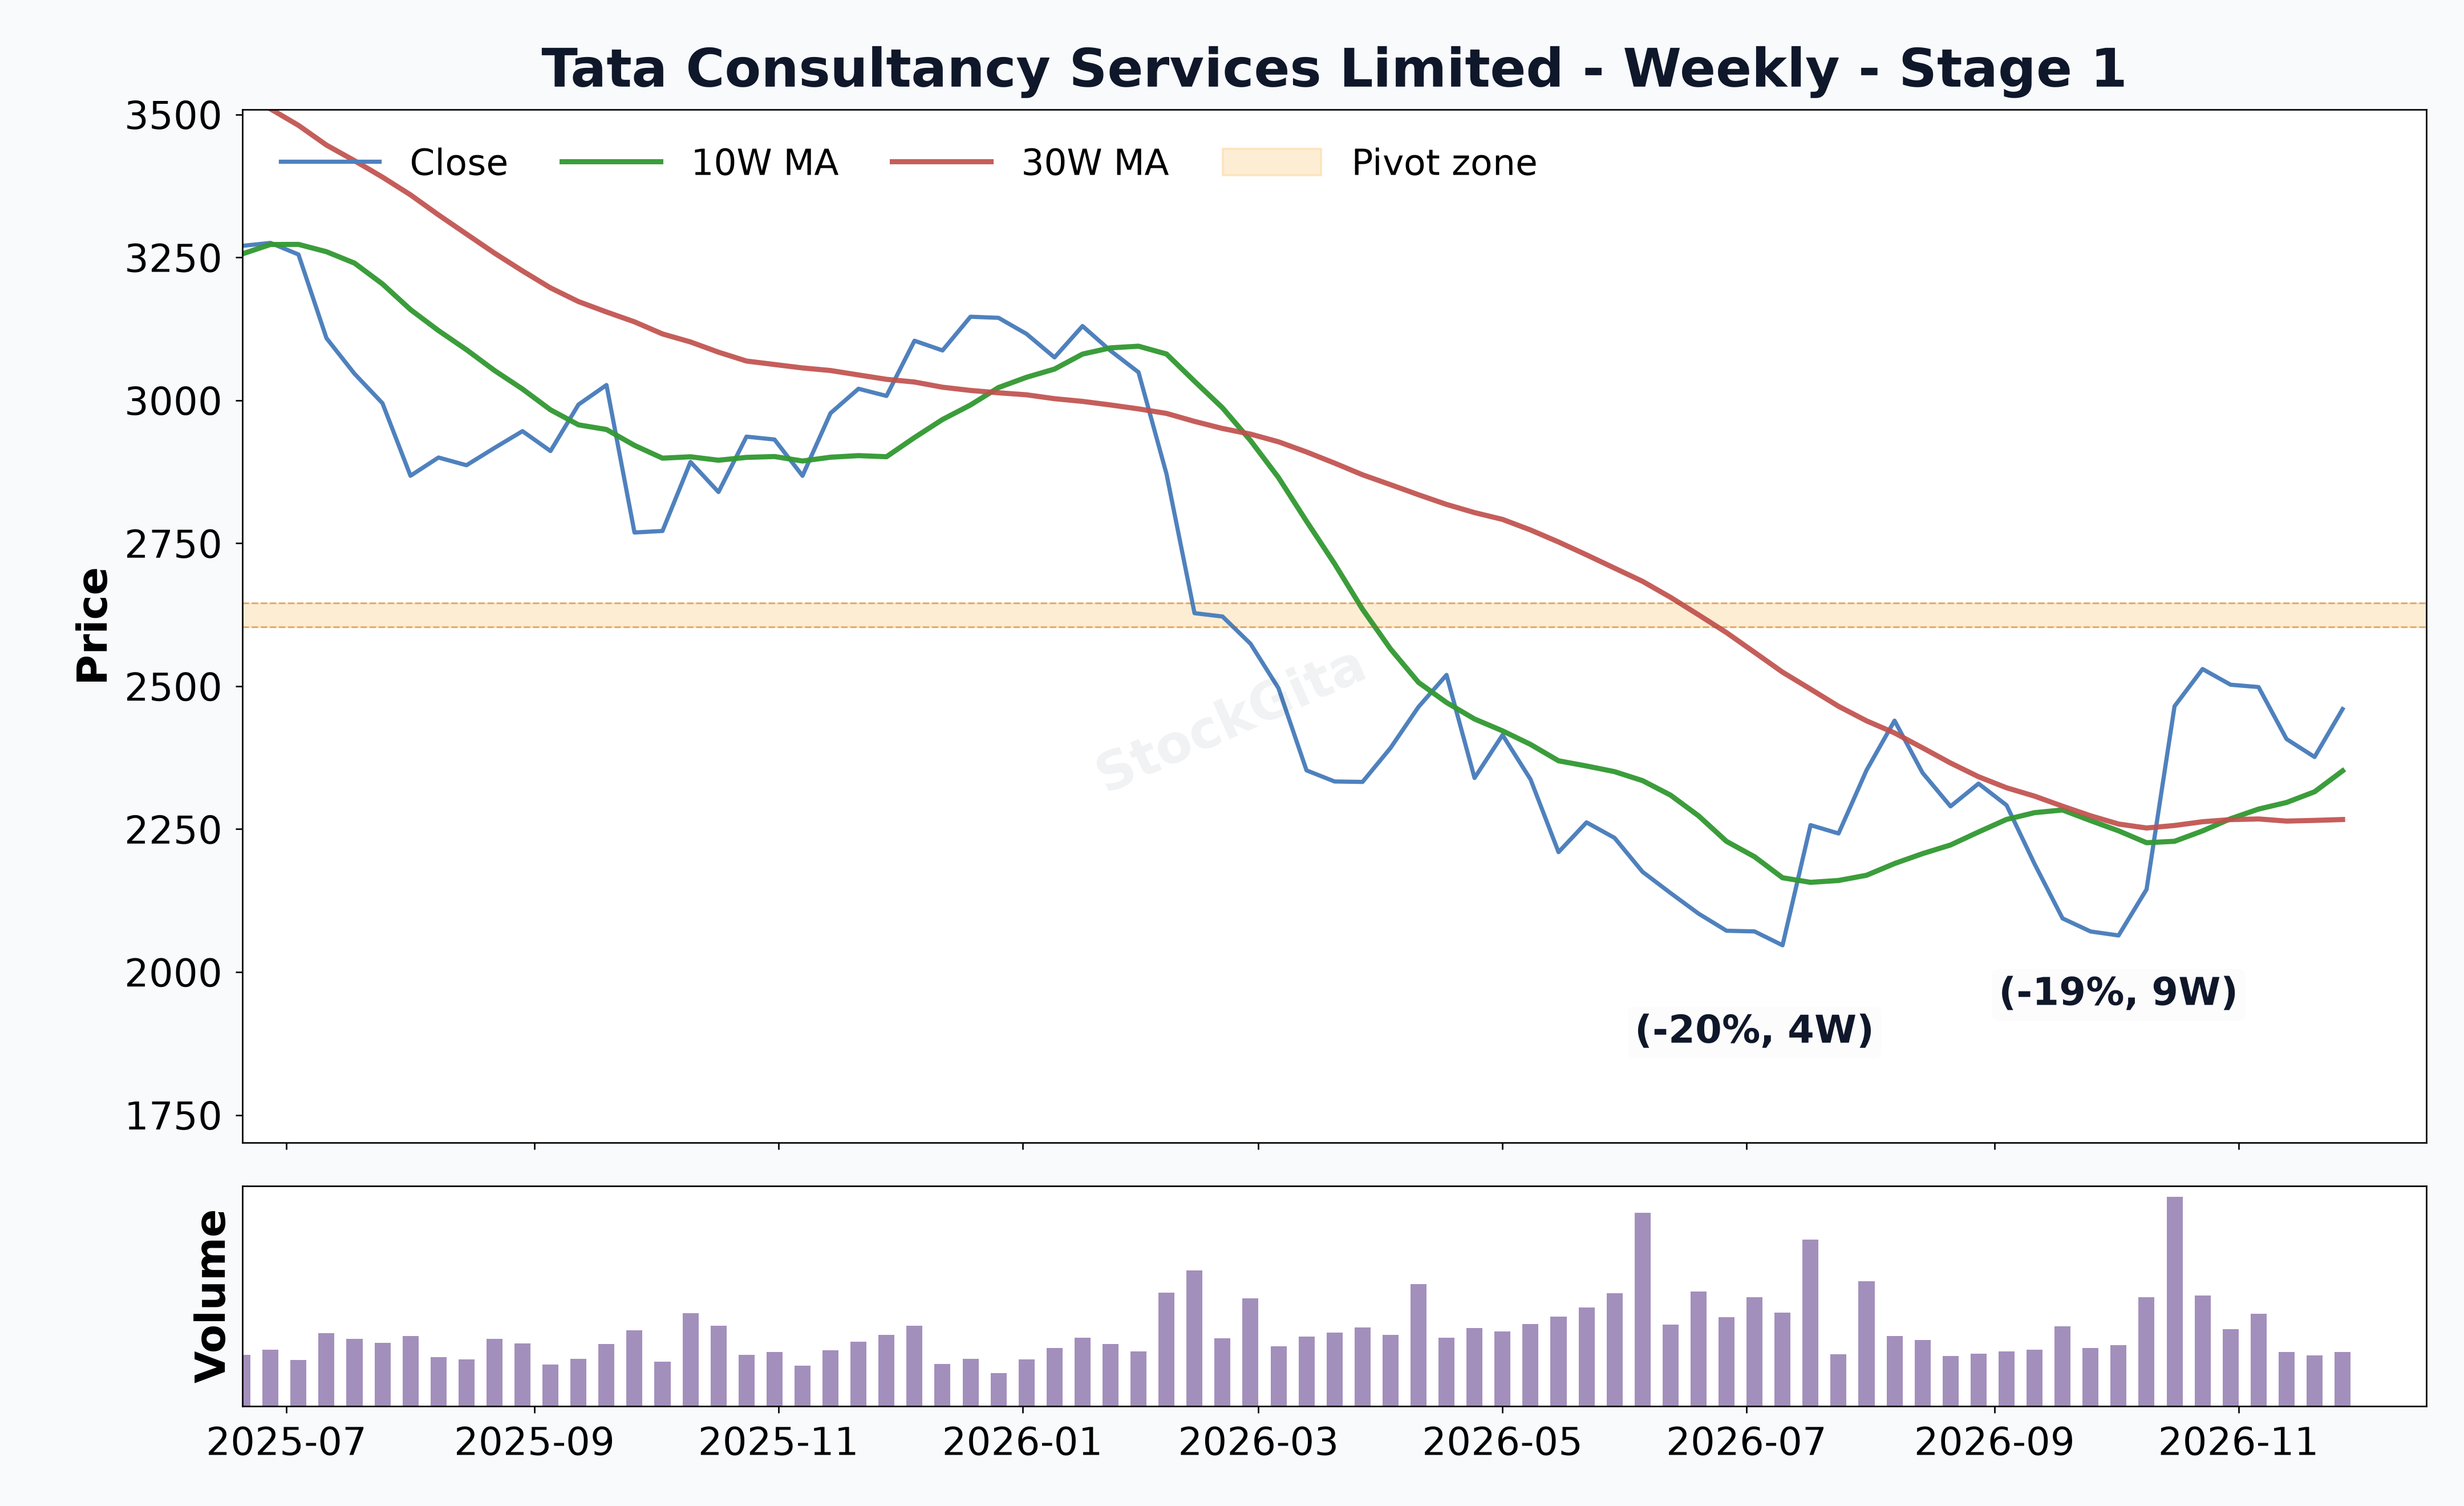 Tata Consultancy Services Limited - Weekly - Stage 1
Close 10W MA 30W MA Pivot zone
Price
3500
3250
3000
2750
2500
2250
2000
1750
StockGita
(-20%, 4W)
(-19%, 9W)
Volume
2025-07 2025-09 2025-11 2026-01 2026-03 2026-05 2026-07 2026-09 2026-11